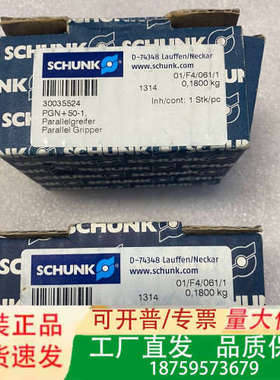 SCHUNK
D-74348 Lauffen/Neckar
www.schunk.com
01/F4/061/1
1314
0,1800 kg
30035524
Inh/cont: 1 Stk/pc
PGN+50-1,
Parallelgreifer
Parallel Gripper
SCHUNK
D-74348 Lauffen/Neckar
www.schunk.com
01/F4/061/1
1314
0,1800 kg
装正品
可开普/专票
量大
工厂直发 品质保
18759573679